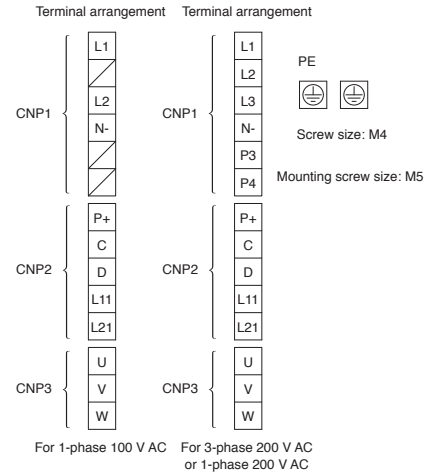 Terminal arrangement Terminal arrangement
L1 L1
L2
PE
L2 L3
CNP1 CNP1
N- N-
Screw size: M4
P3
P4
Mounting screw size: M5
P+ P+
C C
CNP2 D CNP2 D
L11 L11
L21 L21
U U
CNP3 V CNP3 V
W W
For 1-phase 100 V AC For 3-phase 200 V AC
or 1-phase 200 V AC